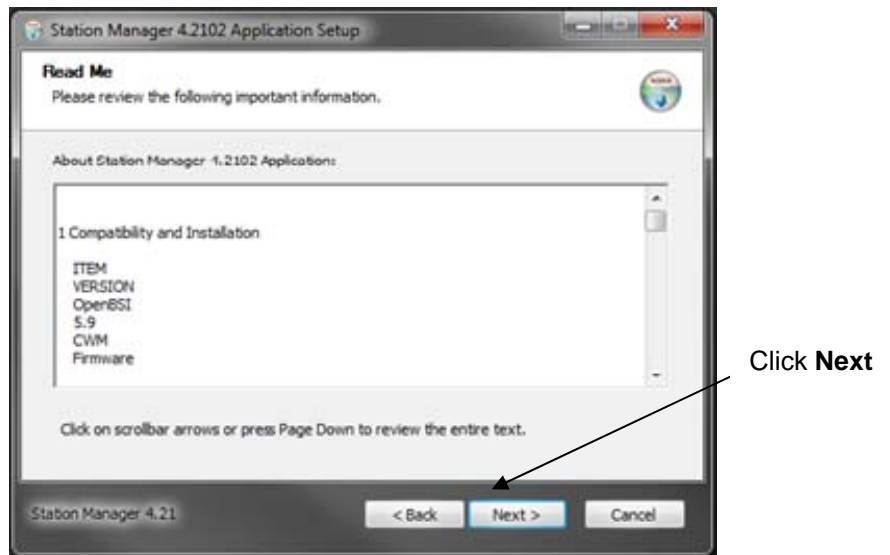 Station Manager 4.2102 Application Setup
Read Me
Please review the following important information.
About Station Manager 4.2102 Application:
1 Compatibility and Installation
ITEM
VERSION
OpenBSI
5.9
CWM
Firmware
Click on scrollbar arrows or press Page Down to review the entire text.
Station Manager 4.21
< Back
Next >
Cancel
Click Next